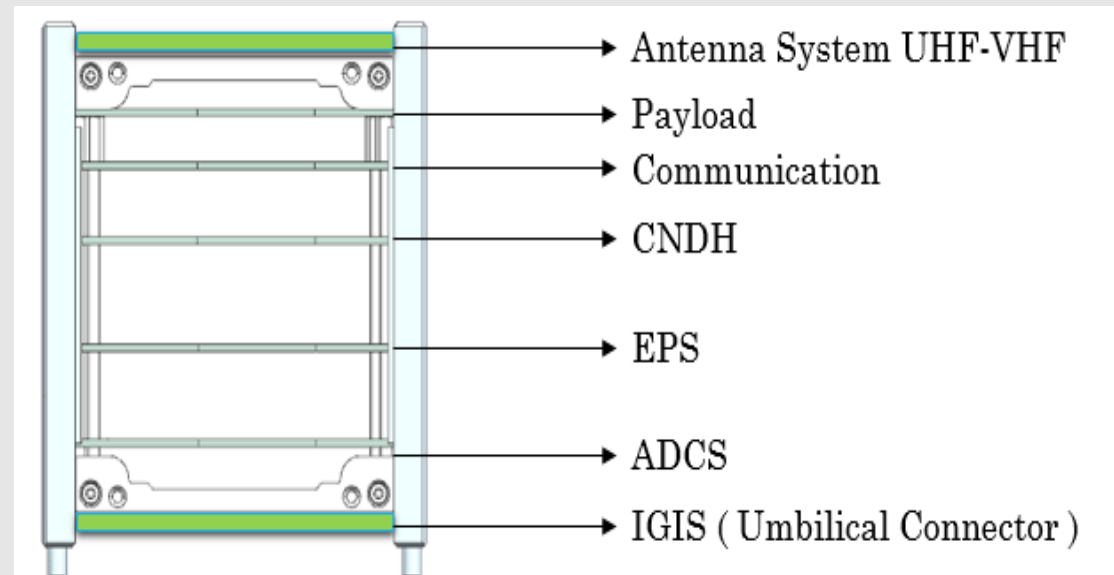 Antenna System UHF-VHF
Payload
Communication
CNDH
EPS
ADCS
IGIS ( Umbilical Connector )